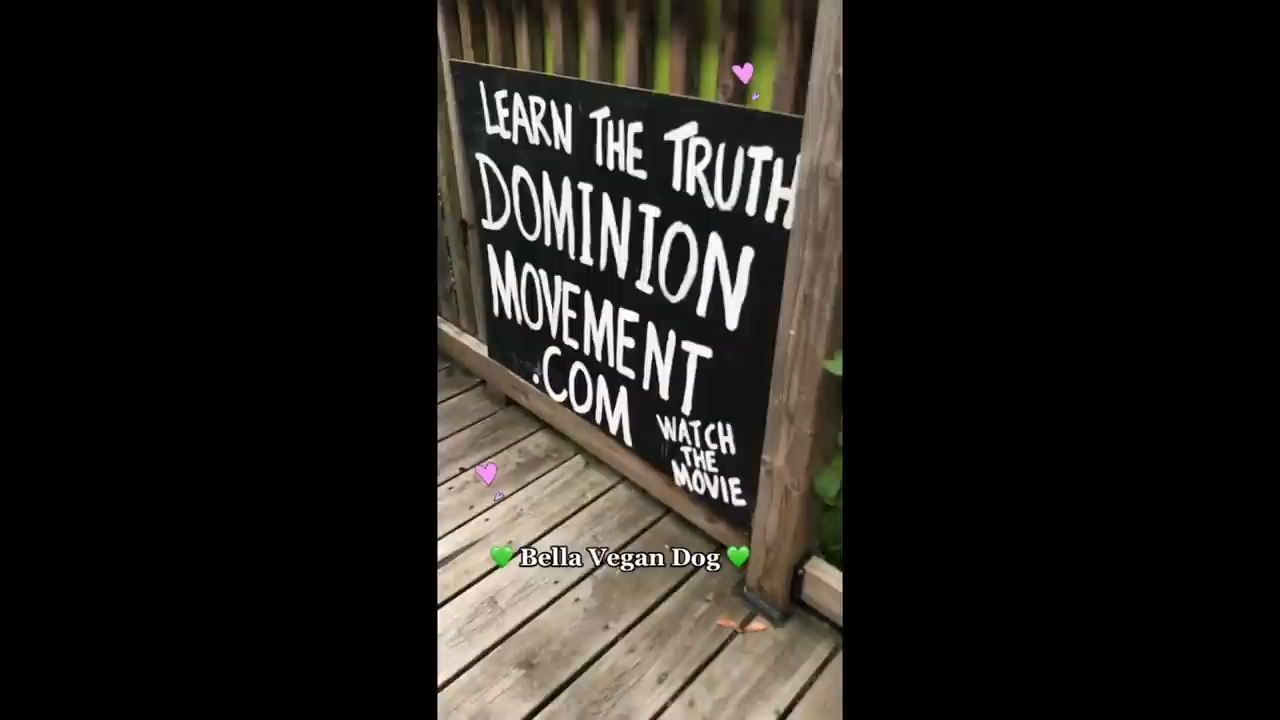 LEARN THE TRUTH
DOMINION
MOVEMENT
.COM
WATCH
THE
MOVIE
💚 Bella Vegan Dog 💚